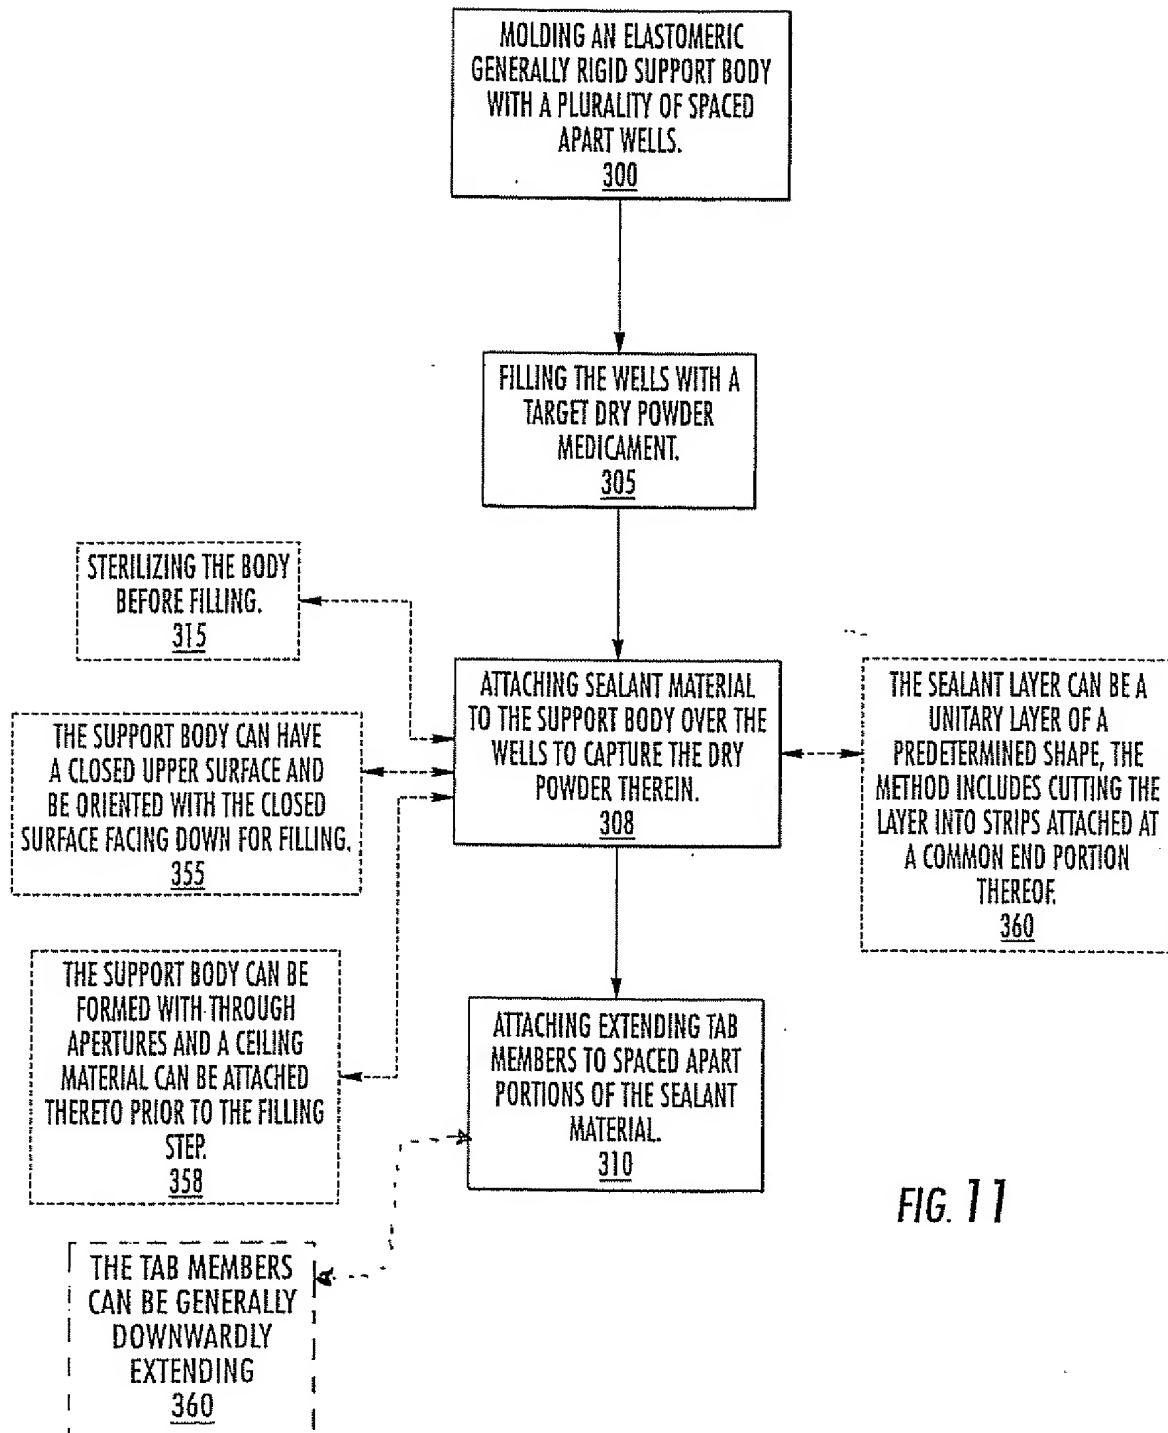 MOLDING AN ELASTOMERIC
GENERALLY RIGID SUPPORT BODY
WITH A PLURALITY OF SPACED
APART WELLS.
300
FILLING THE WELLS WITH A
TARGET DRY POWDER
MEDICAMENT.
305
STERILIZING THE BODY
BEFORE FILLING.
315
ATTACHING SEALANT MATERIAL
TO THE SUPPORT BODY OVER THE
WELLS TO CAPTURE THE DRY
POWDER THEREIN.
308
THE SEALANT LAYER CAN BE A
UNITARY LAYER OF A
PREDETERMINED SHAPE, THE
METHOD INCLUDES CUTTING THE
LAYER INTO STRIPS ATTACHED AT
A COMMON END PORTION
THEREOF.
360
THE SUPPORT BODY CAN HAVE
A CLOSED UPPER SURFACE AND
BE ORIENTED WITH THE CLOSED
SURFACE FACING DOWN FOR FILLING.
355
THE SUPPORT BODY CAN BE
FORMED WITH THROUGH
APERTURES AND A CEILING
MATERIAL CAN BE ATTACHED
THERETO PRIOR TO THE FILLING
STEP.
358
ATTACHING EXTENDING TAB
MEMBERS TO SPACED APART
PORTIONS OF THE SEALANT
MATERIAL.
310
THE TAB MEMBERS
CAN BE GENERALLY
DOWNWARDLY
EXTENDING
360
FIG. 11